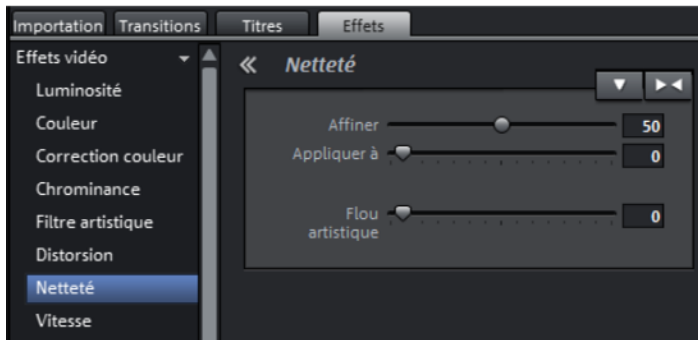 Importation Transitions Titres Effets
Effets vidéo
Luminosité
Couleur
Correction couleur
Chrominance
Filtre artistique
Distorsion
Netteté
Vitesse
Netteté
Affiner 50
Appliquer à 0
Flou artistique 0